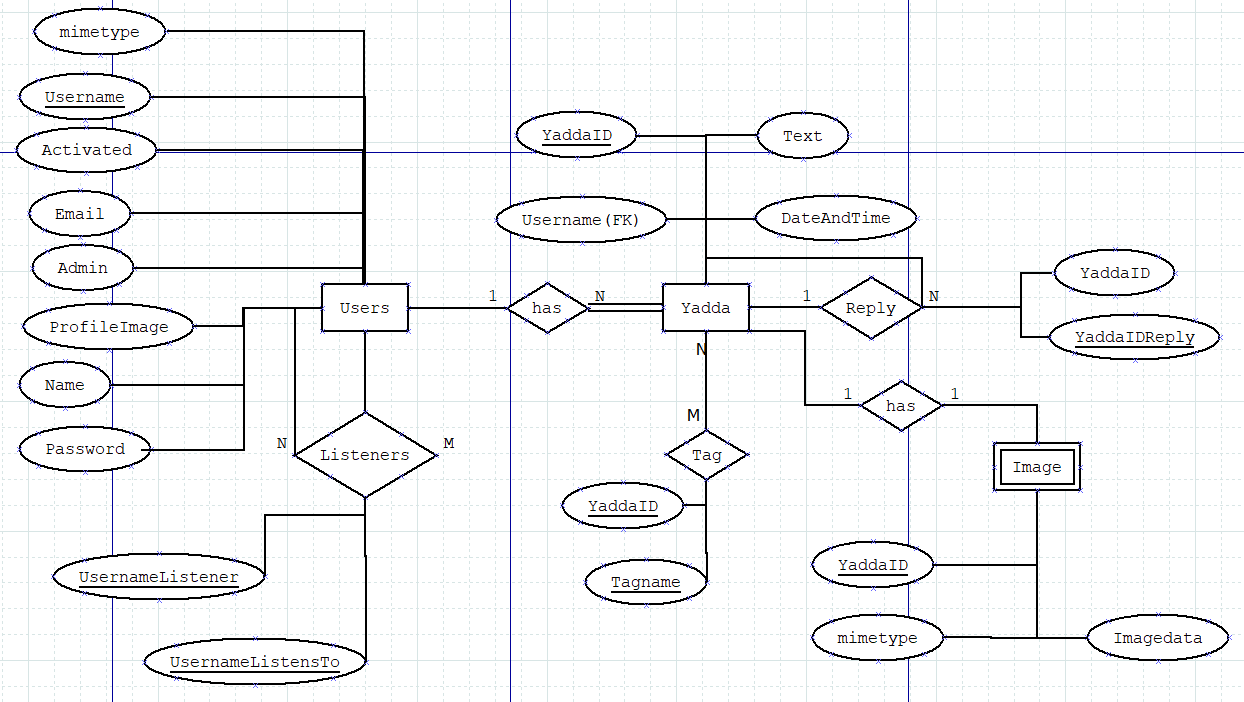 mimetype
Username
Activated
Email
Admin
ProfileImage
Name
Password
Users
N
M
Listeners
UsernameListener
UsernameListensTo
1
has
N
YaddaID
Text
Username(FK)
DateAndTime
Yadda
1
Reply
N
YaddaID
YaddaIDReply
N
M
Tag
YaddaID
Tagname
1
has
1
Image
YaddaID
mimetype
Imagedata